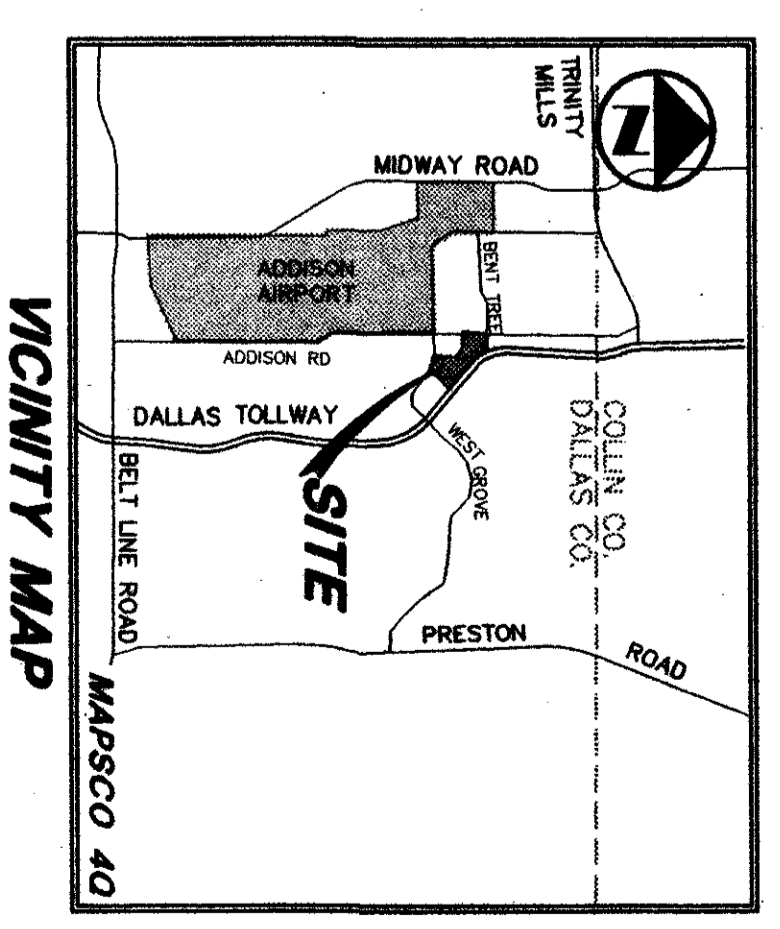 TRINITY
MILLS
N
MIDWAY ROAD
BENT TREE
ADDISON
AIRPORT
ADDISON RD
DALLAS TOLLWAY
WEST GROVE
COLLIN CO.
DALLAS CO.
SITE
BELT LINE ROAD
PRESTON ROAD
MAPSCO 4Q
VICINITY MAP